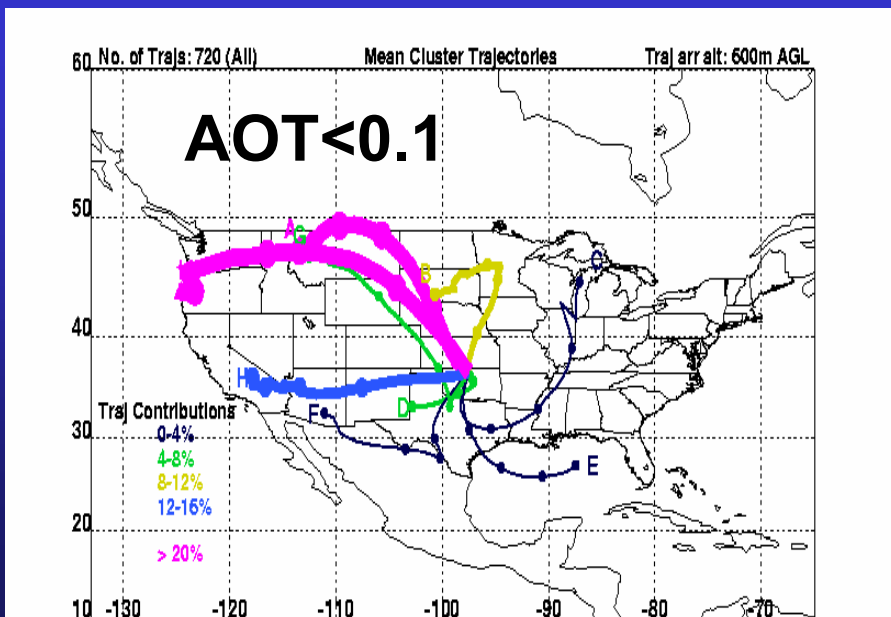 No. of Trajs: 720 (All) Mean Cluster Trajectories Traj arr alt: 600m AGL
60
AOT<0.1
50
A G
B
C
40
H
D
F
E
Traj Contributions
30
0-4%
4-8%
8-12%
12-16%
20
> 20%
10 -130 -120 -110 -100 -90 -80 -70